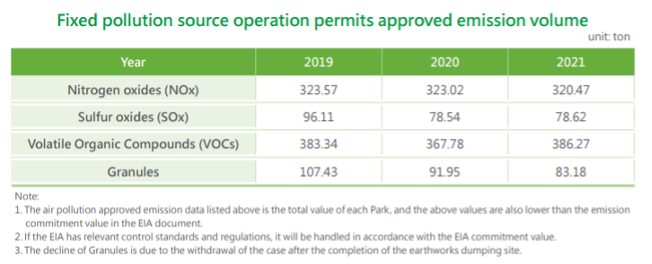 Fixed pollution source operation permits approved emission volume
unit: ton
Year 2019 2020 2021
Nitrogen oxides (NOx) 323.57 323.02 320.47
Sulfur oxides (SOx) 96.11 78.54 78.62
Volatile Organic Compounds (VOCs) 383.34 367.78 386.27
Granules 107.43 91.95 83.18
Note:
1. The air pollution approved emission data listed above is the total value of each Park, and the above values are also lower than the emission
commitment value in the EIA document.
2. If the EIA has relevant control standards and regulations, it will be handled in accordance with the EIA commitment value.
3. The decline of Granules is due to the withdrawal of the case after the completion of the earthworks dumping site.